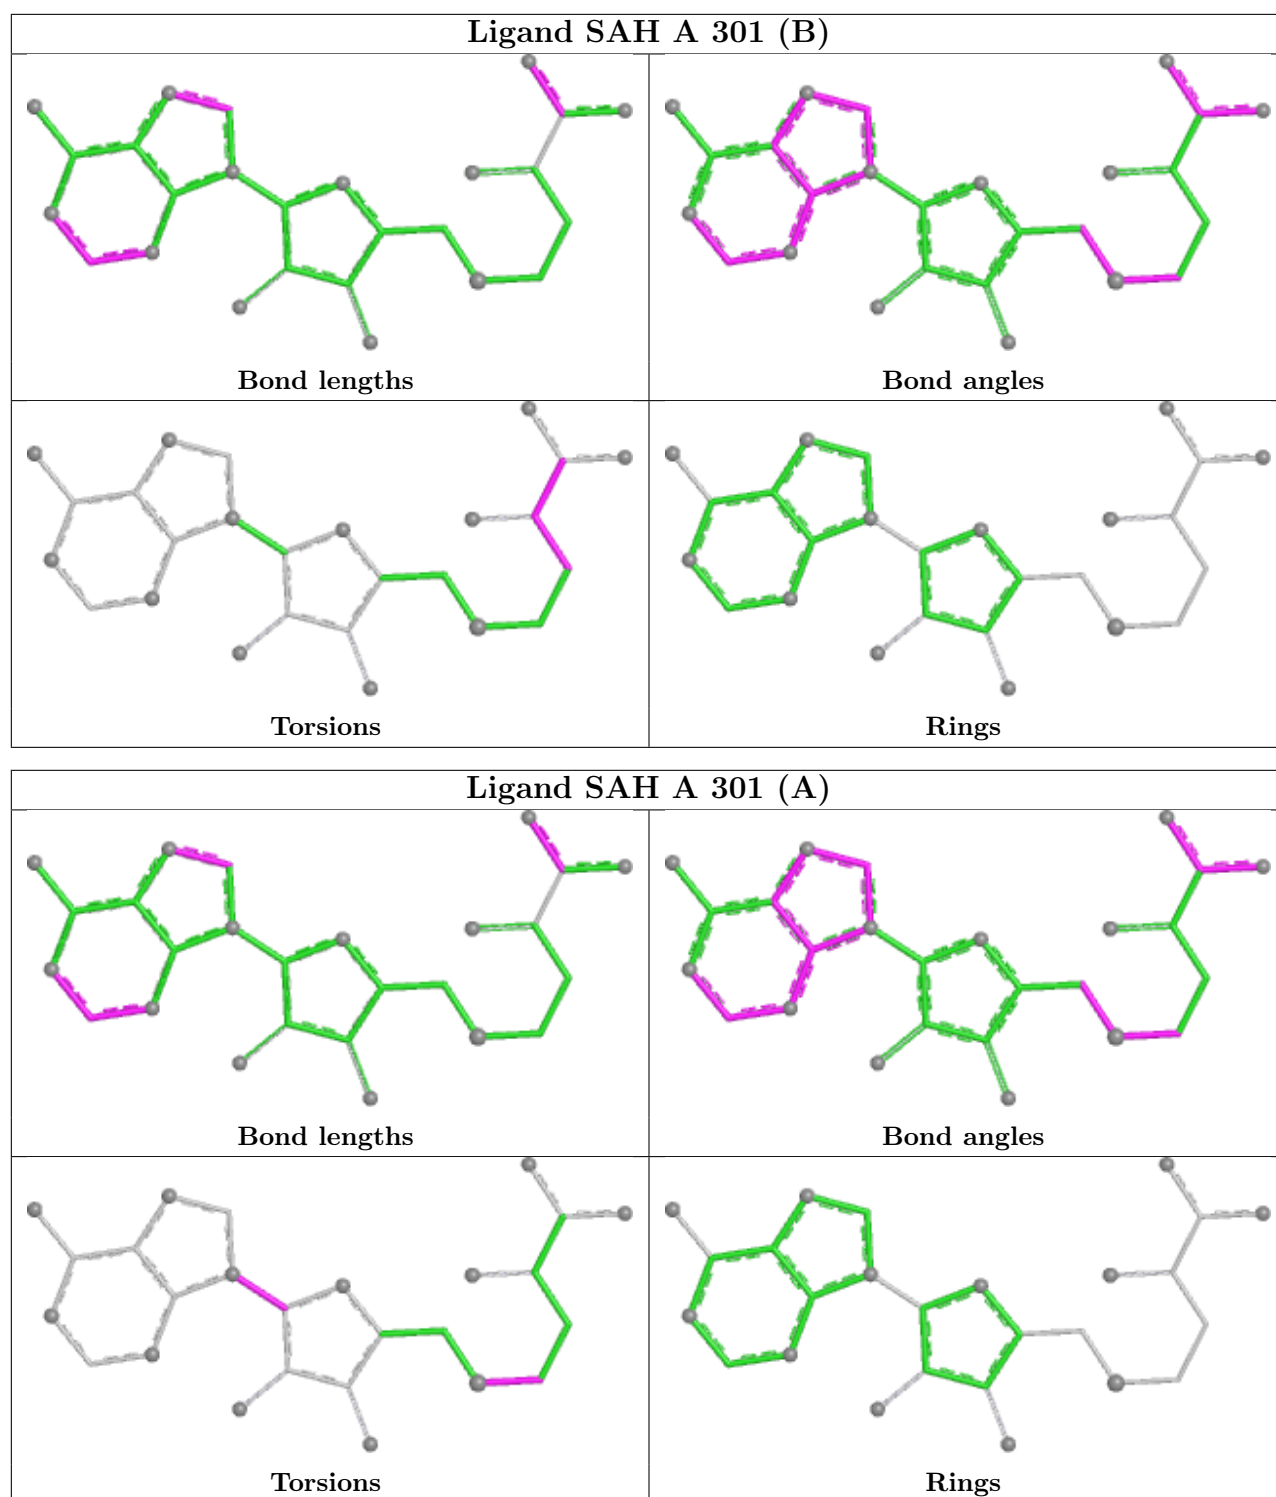 Ligand SAH A 301 (B)
Bond lengths
Bond angles
Torsions
Rings
Ligand SAH A 301 (A)
Bond lengths
Bond angles
Torsions
Rings